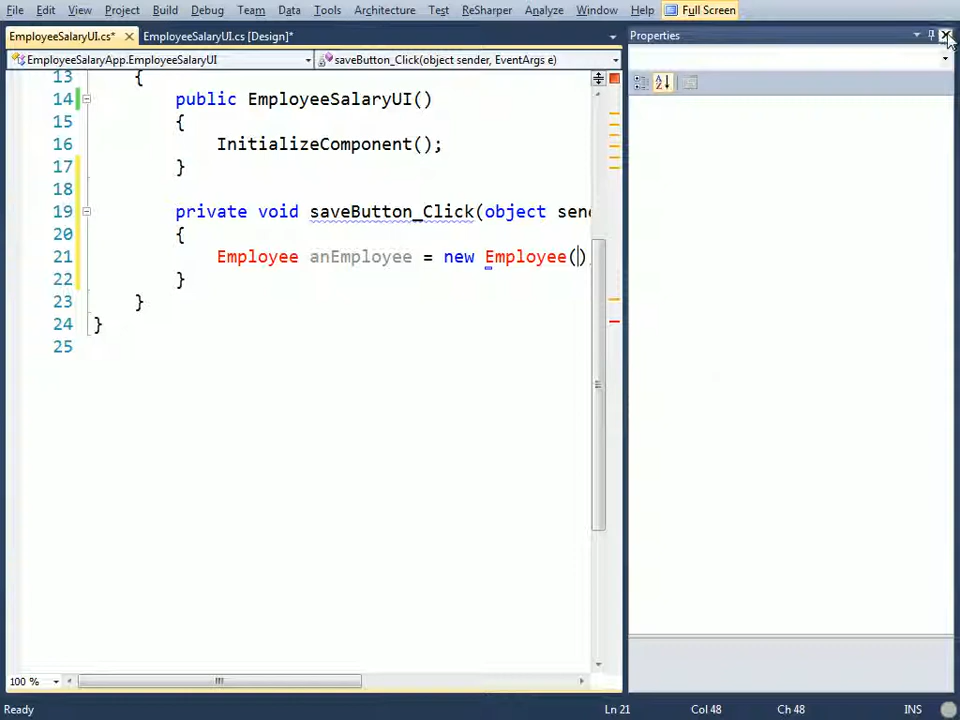 File Edit View Project Build Debug Team Data Tools Architecture Test ReSharper Analyze Window Help Full Screen
EmployeeSalaryUI.cs* EmployeeSalaryUI.cs [Design]* Properties
EmployeeSalaryApp.EmployeeSalaryUI saveButton_Click(object sender, EventArgs e)
13 {
14 public EmployeeSalaryUI()
15 {
16 InitializeComponent();
17 }
18
19 private void saveButton_Click(object send
20 {
21 Employee anEmployee = new Employee()
22 }
23 }
24 }
25
100 %
Ready Ln 21 Col 48 Ch 48 INS